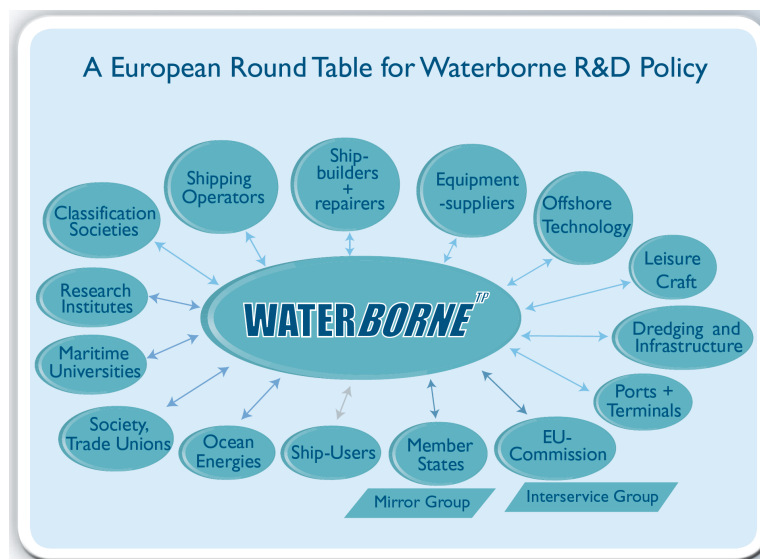 A European Round Table for Waterborne R&D Policy
Ship-
builders
+
repairers
Shipping
Operators
Equipment
-suppliers
Offshore
Technology
Classification
Societies
Leisure
Craft
Research
Institutes
WATERBORNE TP
Dredging and
Infrastructure
Maritime
Universities
Ports +
Terminals
Society,
Trade Unions
Ocean
Energies
Ship-Users
Member
States
EU-
Commission
Mirror Group
Interservice Group